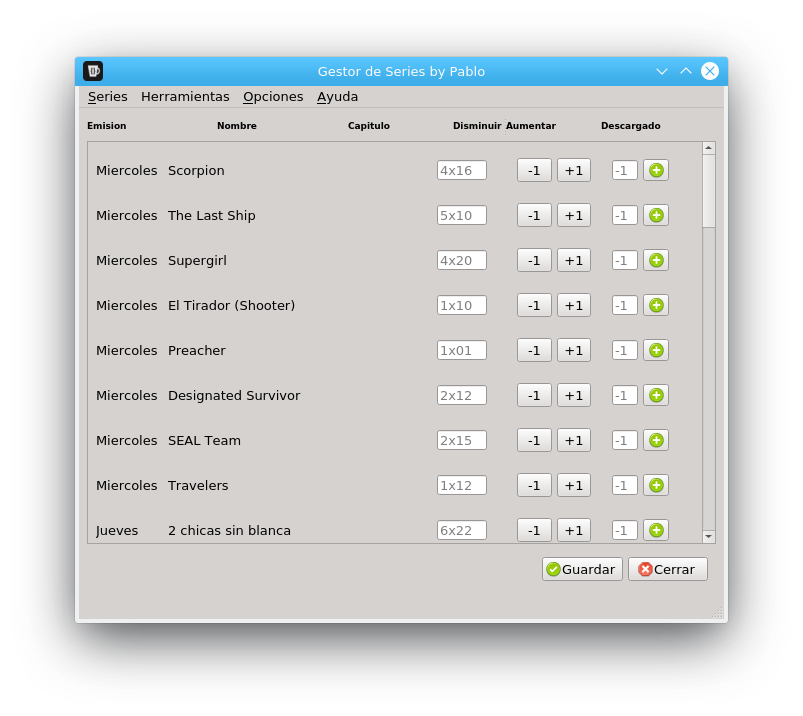 Gestor de Series by Pablo
Series Herramientas Opciones Ayuda
Emision Nombre Capitulo Disminuir Aumentar Descargado
Miercoles Scorpion 4x16 -1 +1 -1
Miercoles The Last Ship 5x10 -1 +1 -1
Miercoles Supergirl 4x20 -1 +1 -1
Miercoles El Tirador (Shooter) 1x10 -1 +1 -1
Miercoles Preacher 1x01 -1 +1 -1
Miercoles Designated Survivor 2x12 -1 +1 -1
Miercoles SEAL Team 2x15 -1 +1 -1
Miercoles Travelers 1x12 -1 +1 -1
Jueves 2 chicas sin blanca 6x22 -1 +1 -1
Guardar Cerrar